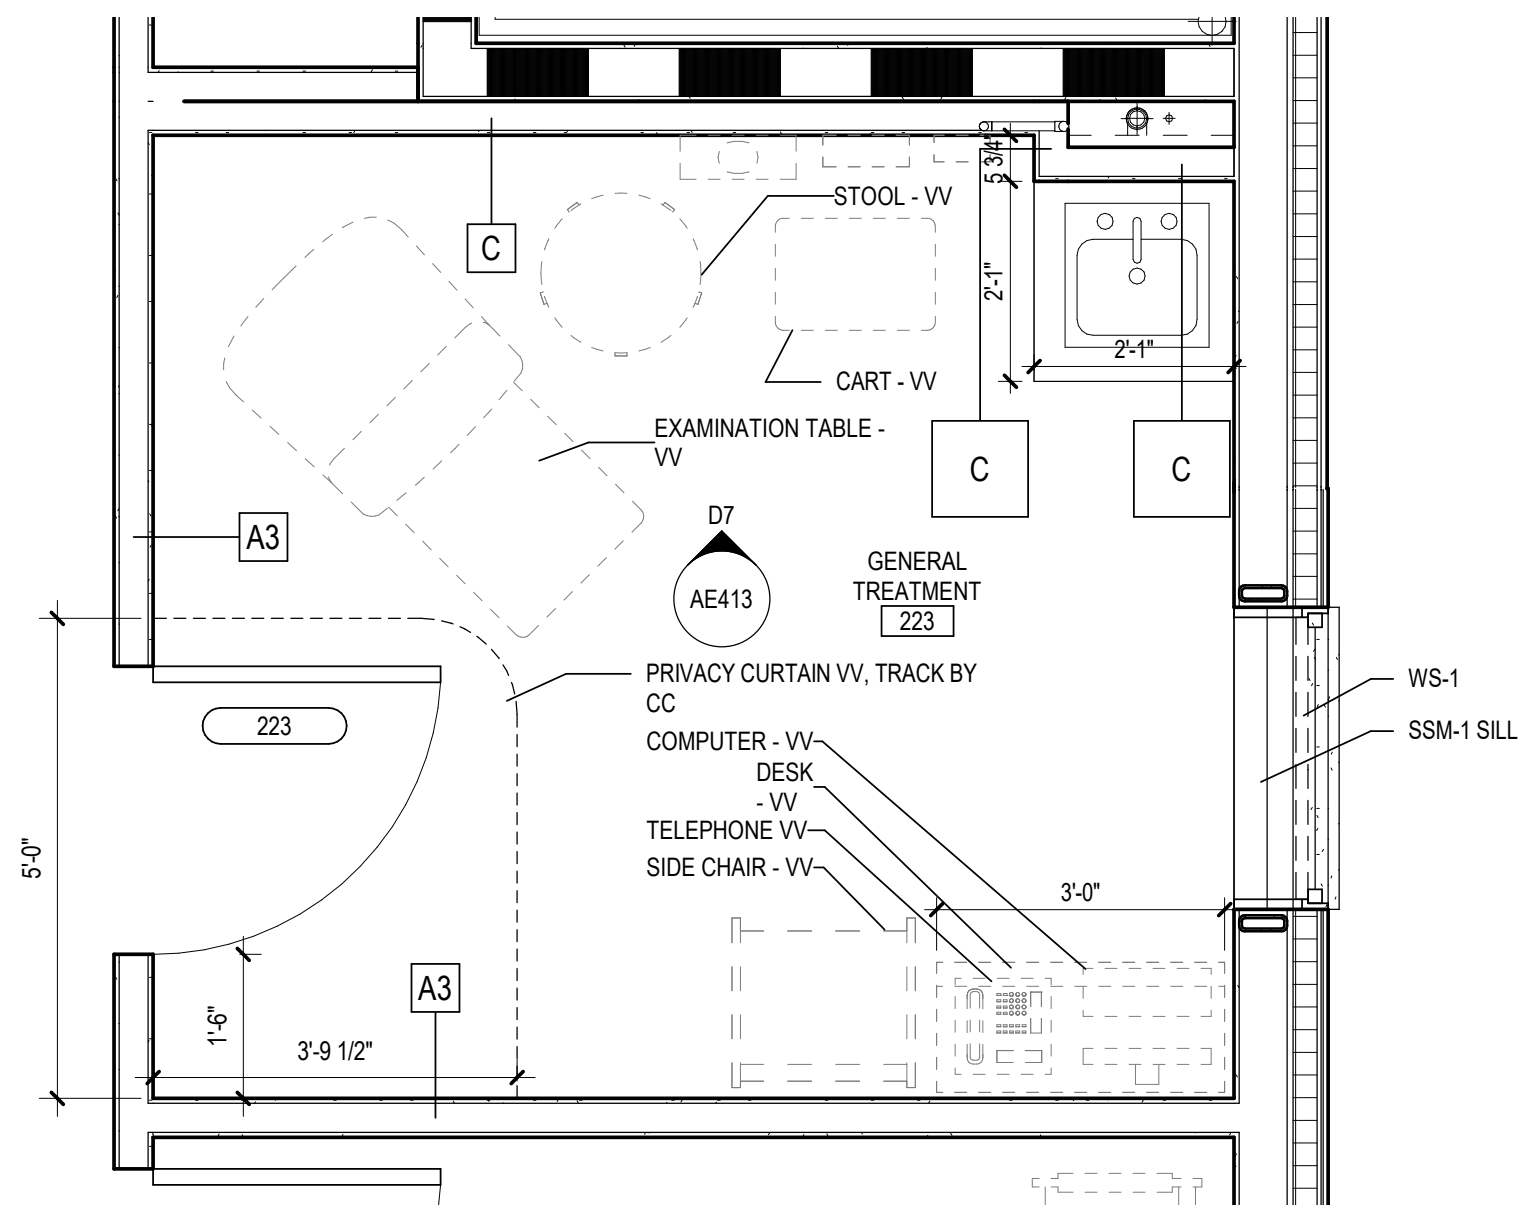 5 3/4"
STOOL - VV
C
2'-1"
2'-1"
CART - VV
EXAMINATION TABLE -
VV
C
C
D7
A3
GENERAL
TREATMENT
AE413
223
PRIVACY CURTAIN VV, TRACK BY
CC
WS-1
223
SSM-1 SILL
COMPUTER - VV
DESK
- VV
TELEPHONE VV
SIDE CHAIR - VV
5'-0"
3'-0"
A3
1'-6"
3'-9 1/2"